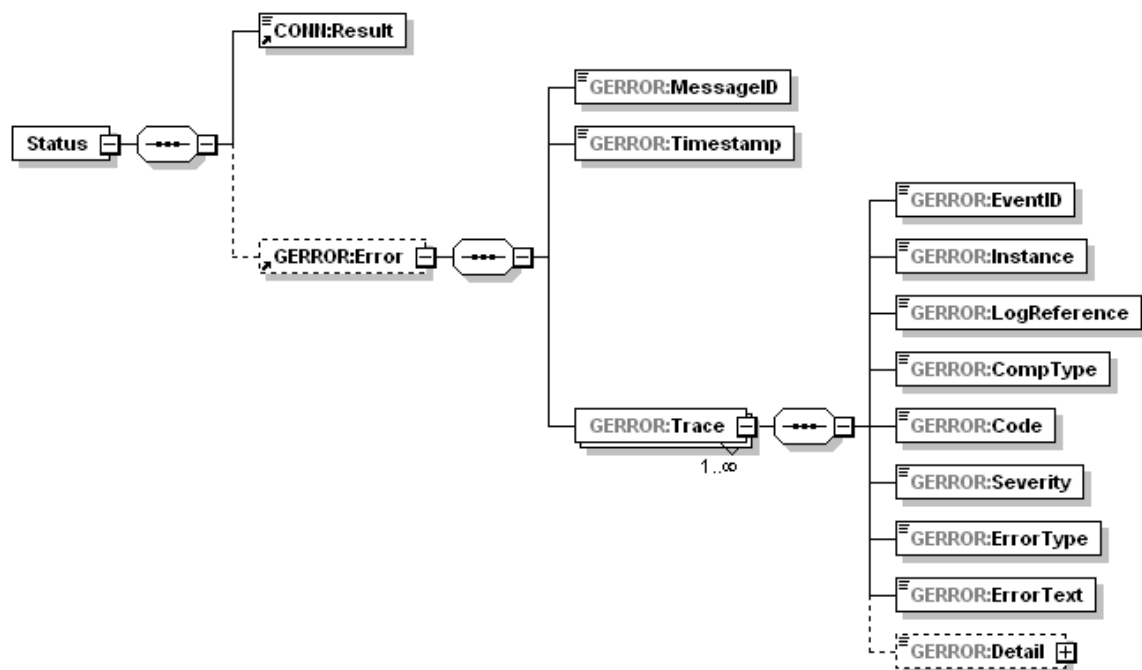 CONN:Result
GERROR:MessageID
Status
GERROR:Timestamp
GERROR:EventID
GERROR:Error
GERROR:Instance
GERROR:LogReference
GERROR:CompType
GERROR:Trace
GERROR:Code
1..∞
GERROR:Severity
GERROR:ErrorType
GERROR:ErrorText
GERROR:Detail